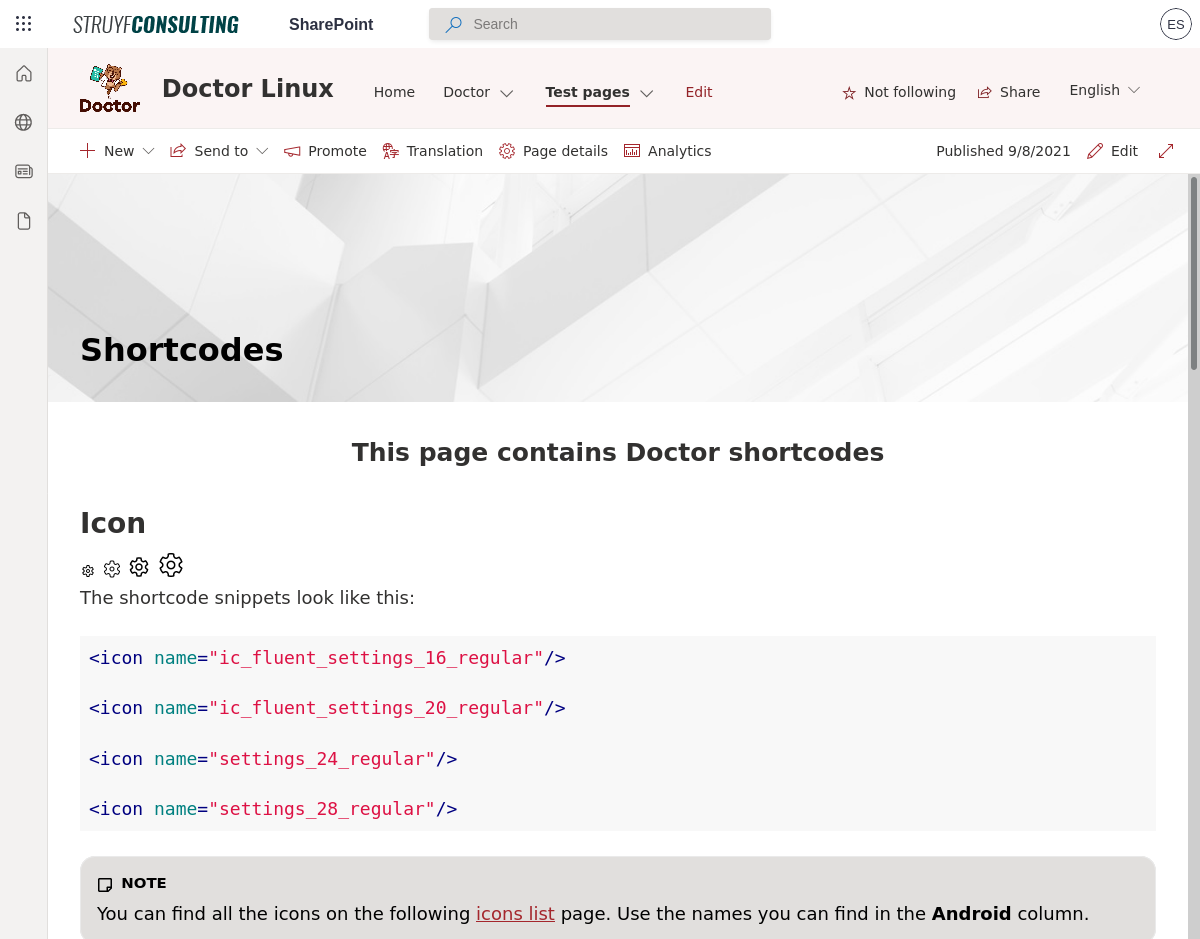 STRUYFCONSULTING SharePoint Search ES
Doctor
Doctor Linux Home Doctor Test pages Edit Not following Share English
New Send to Promote Translation Page details Analytics Published 9/8/2021 Edit
Shortcodes
This page contains Doctor shortcodes
Icon
The shortcode snippets look like this:
<icon name="ic_fluent_settings_16_regular"/>
<icon name="ic_fluent_settings_20_regular"/>
<icon name="settings_24_regular"/>
<icon name="settings_28_regular"/>
NOTE
You can find all the icons on the following icons list page. Use the names you can find in the Android column.